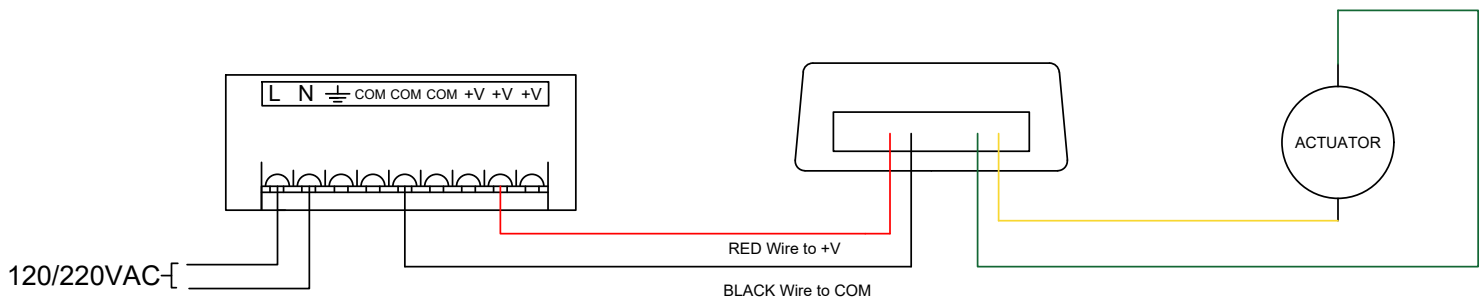 L N COM COM COM +V +V +V
ACTUATOR
RED Wire to +V
120/220VAC
BLACK Wire to COM